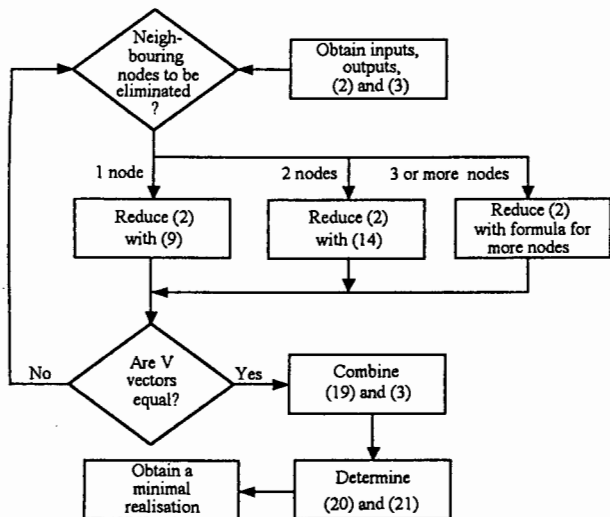 Neigh-
bouring
nodes to be
eliminated
?
Obtain inputs,
outputs,
(2) and (3)
1 node
2 nodes
3 or more nodes
Reduce (2)
with (9)
Reduce (2)
with (14)
Reduce (2)
with formula for
more nodes
No
Are V
vectors
equal?
Yes
Combine
(19) and (3)
Obtain a
minimal
realisation
Determine
(20) and (21)